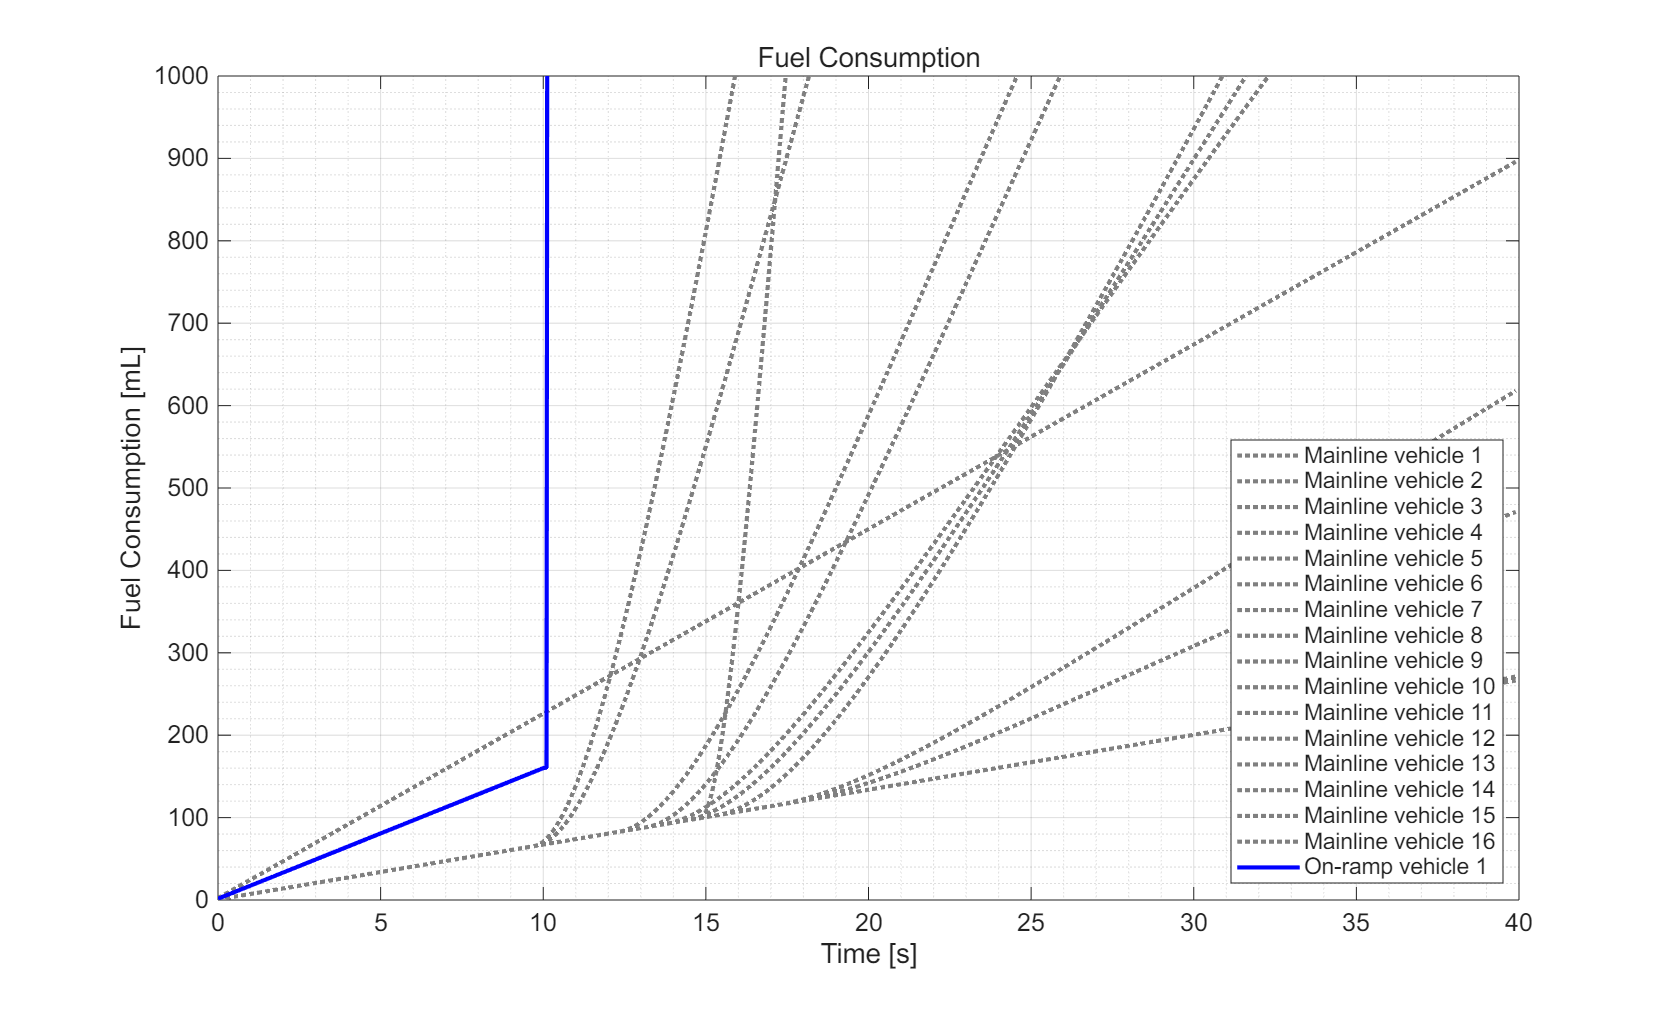 Fuel Consumption
1000
900
800
700
600
500
400
300
200
100
0
Fuel Consumption [mL]
Mainline vehicle 1
Mainline vehicle 2
Mainline vehicle 3
Mainline vehicle 4
Mainline vehicle 5
Mainline vehicle 6
Mainline vehicle 7
Mainline vehicle 8
Mainline vehicle 9
Mainline vehicle 10
Mainline vehicle 11
Mainline vehicle 12
Mainline vehicle 13
Mainline vehicle 14
Mainline vehicle 15
Mainline vehicle 16
On-ramp vehicle 1
0 5 10 15 20 25 30 35 40
Time [s]